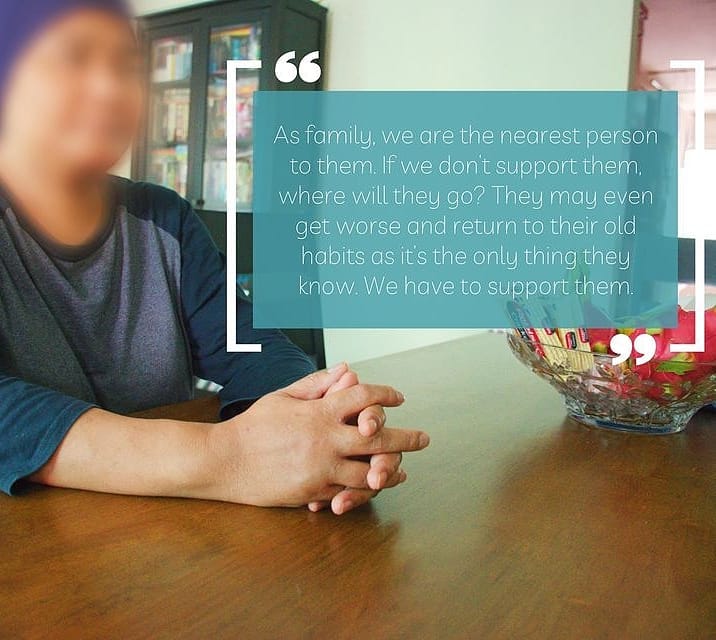 “
As family, we are the nearest person
to them. If we don't support them,
where will they go? They may even
get worse and return to their old
habits as it's the only thing they
know. We have to support them.
”